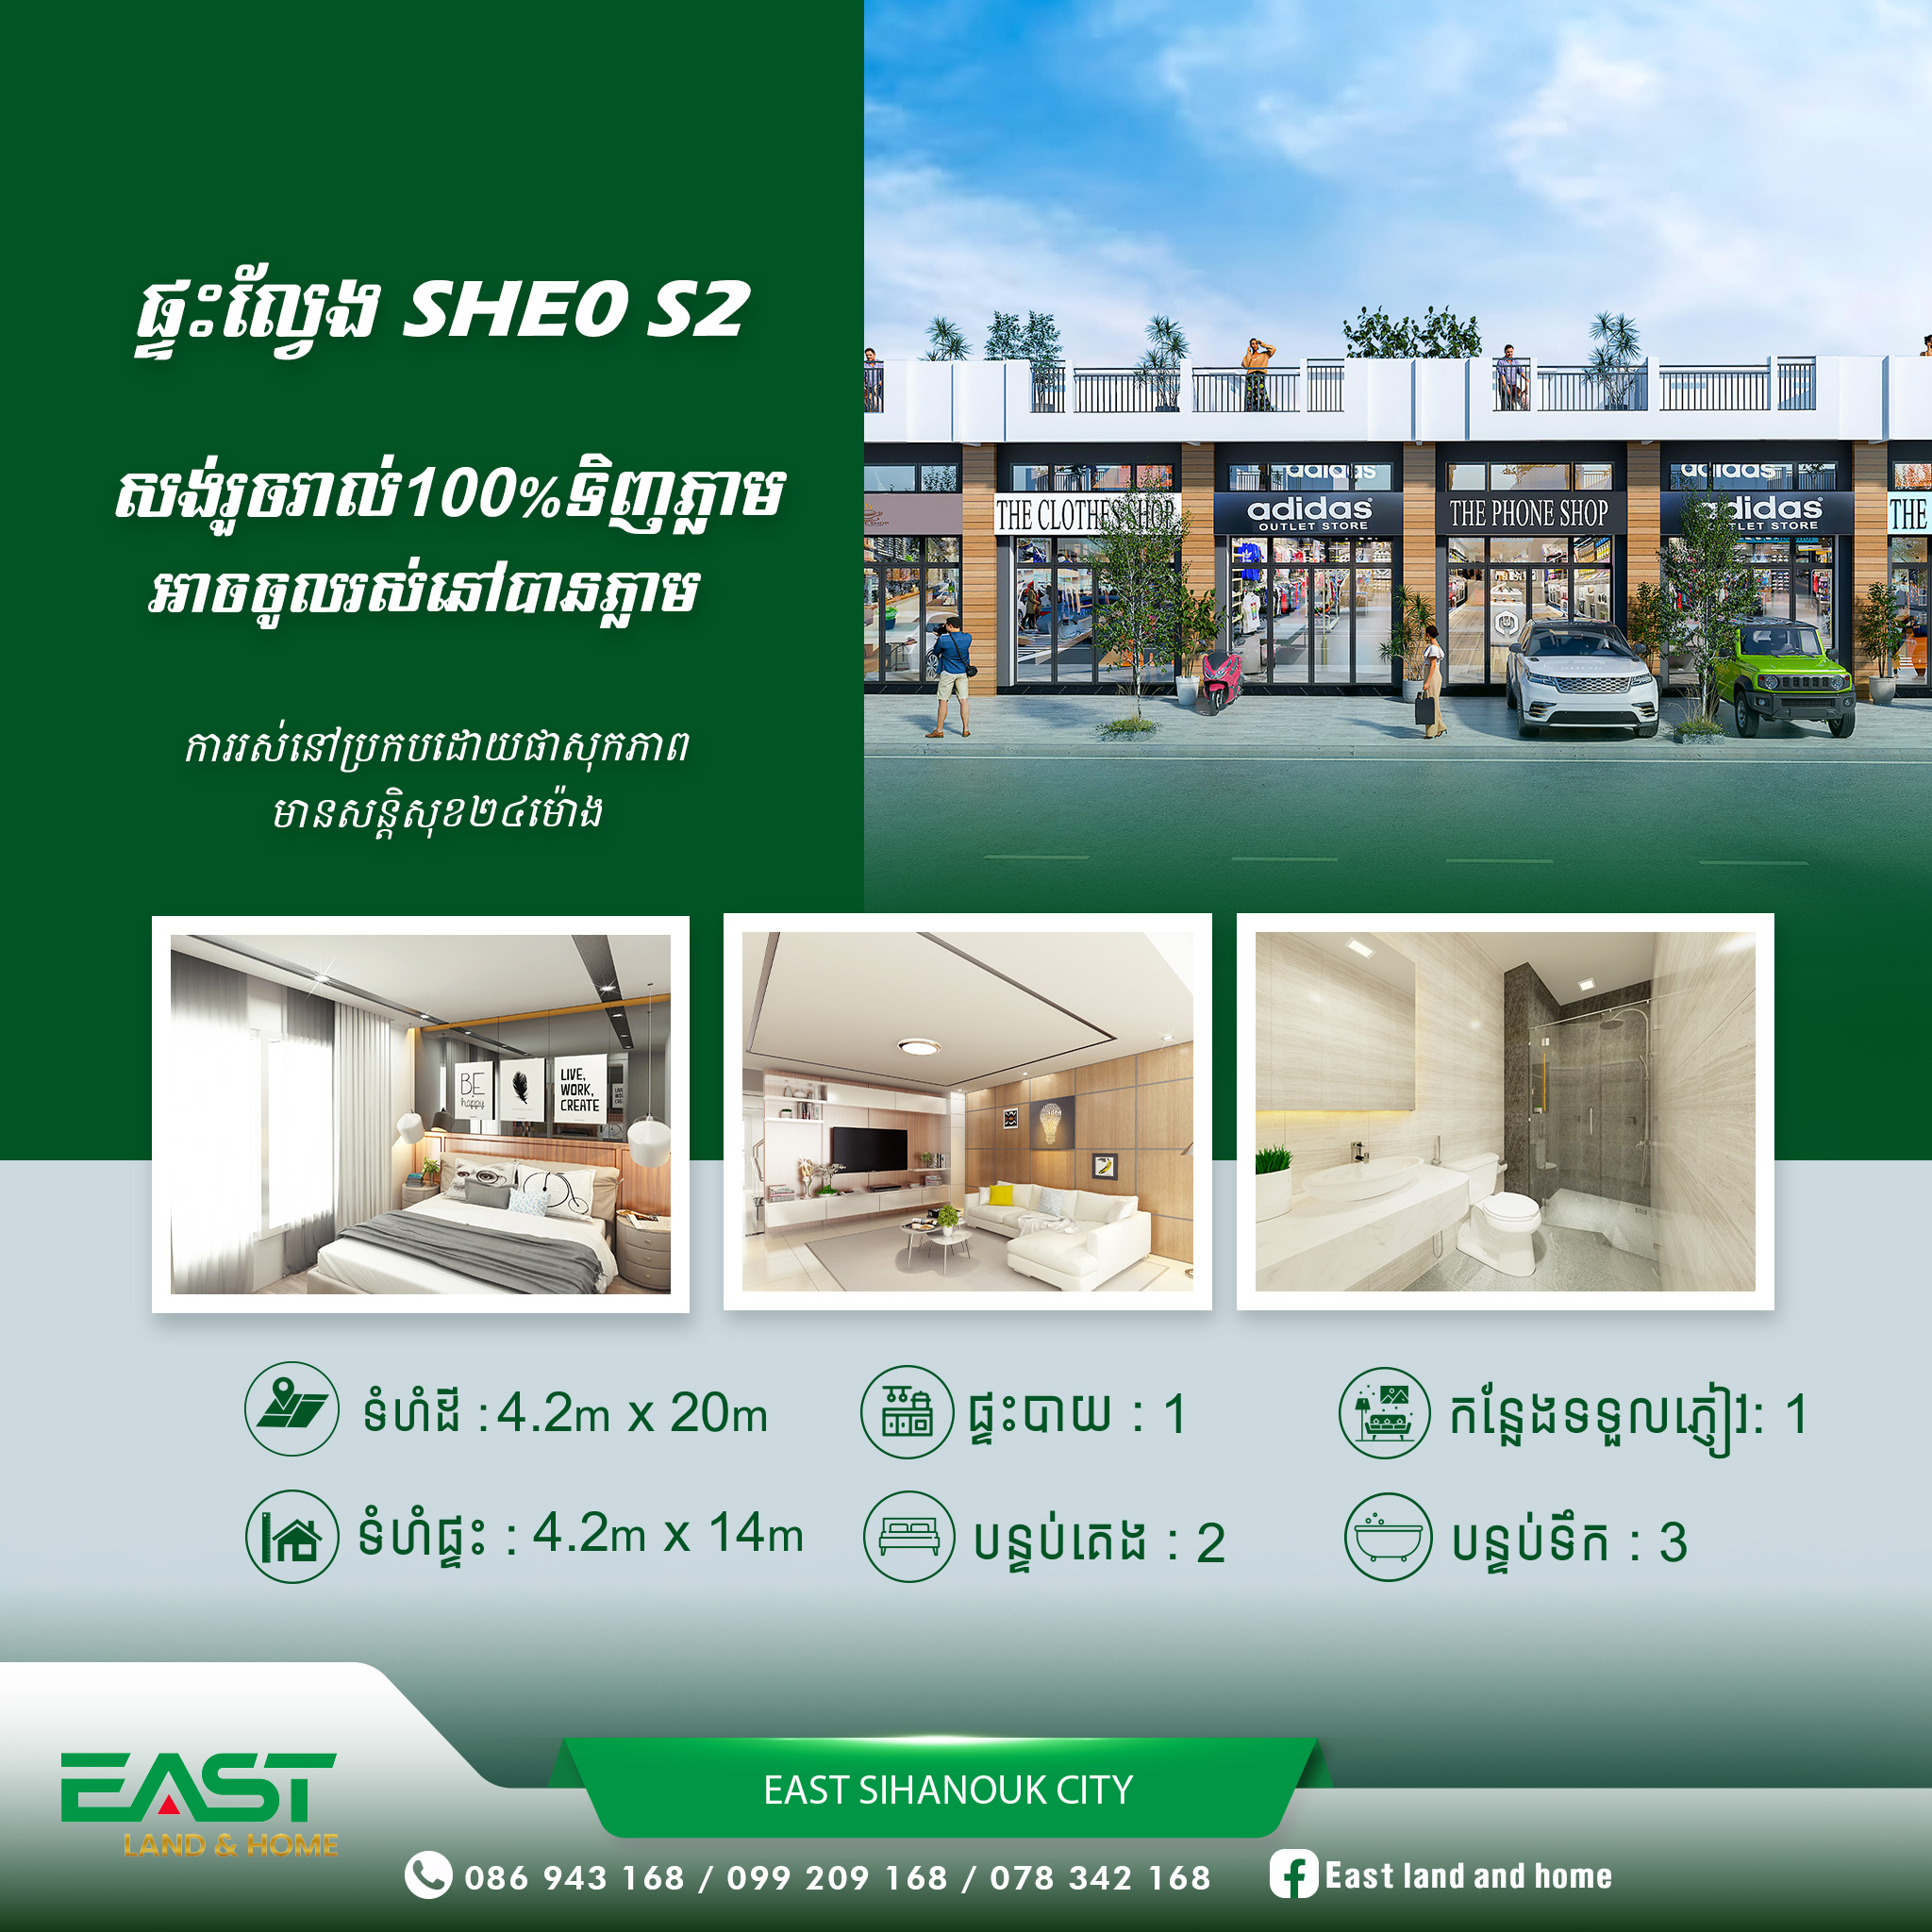 ផ្ទះល្វែង SHE0 S2
សង់រួចរាល់100%ទិញភ្លាម
អាចចូលរស់នៅបានភ្លាម
ការរស់នៅប្រកបដោយផាសុកភាព
មានសន្តិសុខ២៤ម៉ោង
adidas
adidas
THE CLOTHES SHOP
adidas
OUTLET STORE
THE PHONE SHOP
adidas
OUTLET STORE
THE
BE
happy
LIVE,
WORK,
CREATE
ទំហំដី : 4.2m x 20m
ផ្ទះបាយ : 1
កន្លែងទទួលភ្ញៀវ: 1
ទំហំផ្ទះ : 4.2m x 14m
បន្ទប់គេង : 2
បន្ទប់ទឹក : 3
EAST
LAND & HOME
EAST SIHANOUK CITY
086 943 168 / 099 209 168 / 078 342 168
East land and home